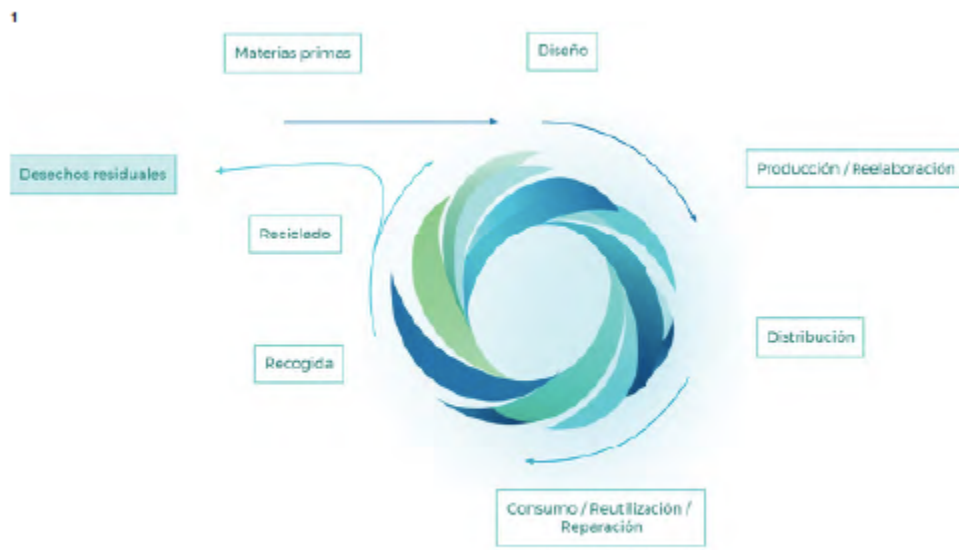 1
Materias primas
Diseño
Desechos residuales
Producción / Reelaboración
Reciclado
Distribución
Recogida
Consumo / Reutilización /
Reparación